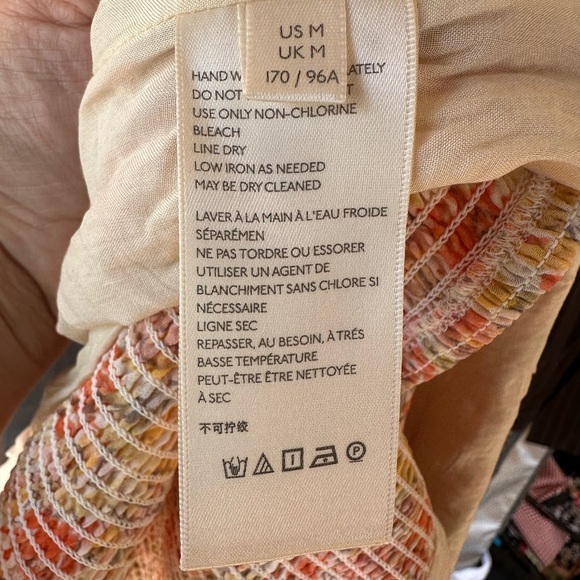 US M
UK M
170 / 96A
HAND W ATELY
DO NOT T
USE ONLY NON-CHLORINE
BLEACH
LINE DRY
LOW IRON AS NEEDED
MAY BE DRY CLEANED
LAVER À LA MAIN À L'EAU FROIDE
SÉPARÉMEN
NE PAS TORDRE OU ESSORER
UTILISER UN AGENT DE
BLANCHIMENT SANS CHLORE SI
NÉCESSAIRE
LIGNE SEC
REPASSER, AU BESOIN, À TRÉS
BASSE TEMPÉRATURE
PEUT-ÊTRE ÊTRE NETTOYÉE
À SEC
不可拧绞
P